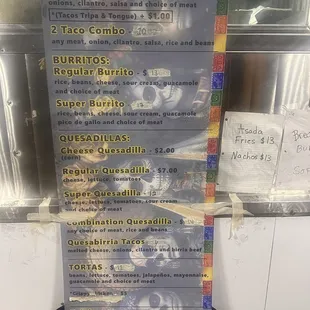 onions, cilantro, salsa and choice of meat
*(Tacos Tripa & Tongue) + $1.00
2 Taco Combo -
any meat, onion, cilantro, salsa, rice and beans
BURRITOS:
Regular Burrito - $
rice, beans, cheese, sour cream, guacamole
and choice of meat
Super Burrito -
rice, beans, cheese, sour cream, guacamole
pico de gallo and choice of meat
QUESADILLAS:
Cheese Quesadilla - $2.00
Regular Quesadilla - $7.00
cheese, lettuce, tomatoes
Super Quesadilla -
cheese, lettuce, tomatoes, sour cream
and choice of meat
Combination Quesadilla -
any choice of meat, rice and beans
Quesabirria Tacos
melted cheese, onions, cilantro and birria beef
TORTAS -
beans, lettuce, tomatoes, jalapeños, mayonnaise,
guacamole and choice of meat
Asada
Fries $13
Nachos $13